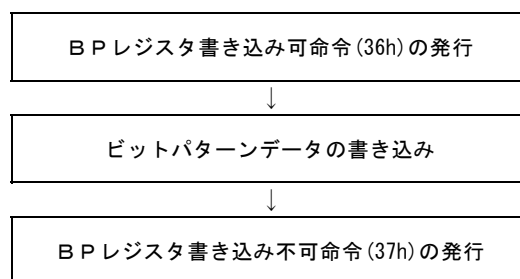 ＢＰレジスタ書き込み可命令(36h)の発行
↓
ビットパターンデータの書き込み
↓
ＢＰレジスタ書き込み不可命令(37h)の発行